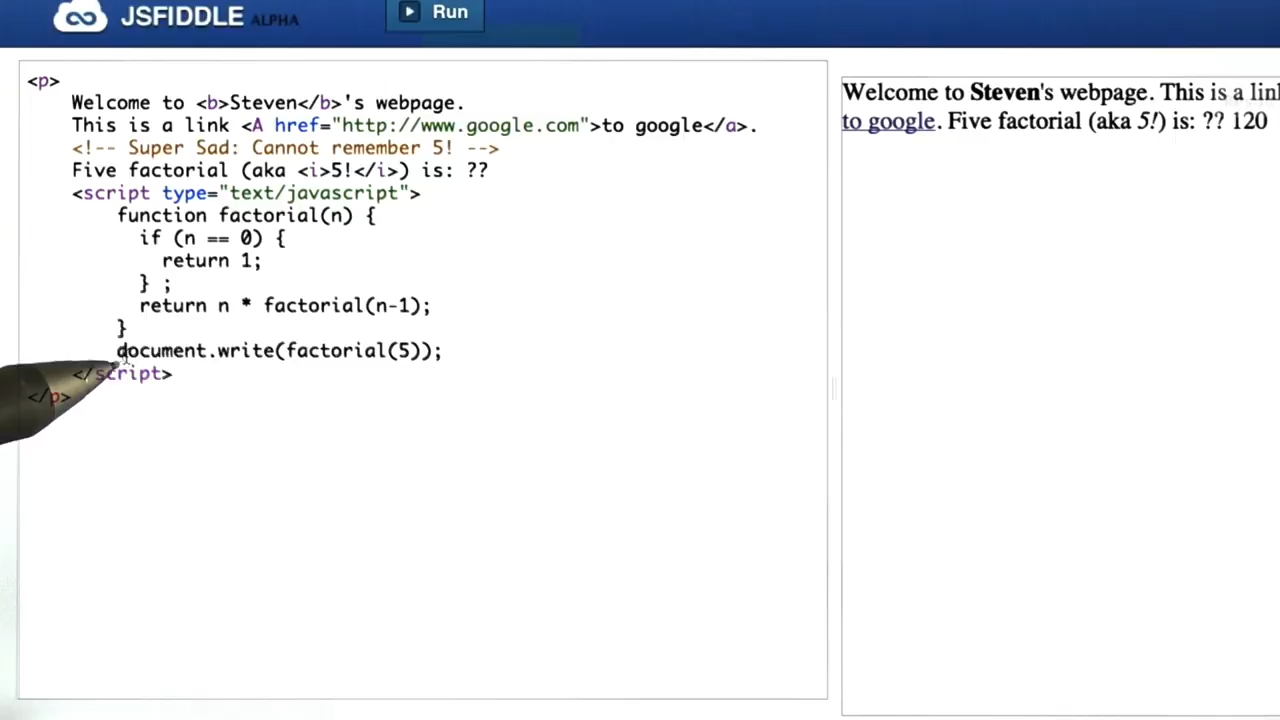 JSFIDDLE ALPHA
Run
<p>
Welcome to <b>Steven</b>'s webpage.
This is a link <A href="http://www.google.com">to google</a>.
<!-- Super Sad: Cannot remember 5! -->
Five factorial (aka <i>5!</i>) is: ??
<script type="text/javascript">
function factorial(n) {
if (n == 0) {
return 1;
} ;
return n * factorial(n-1);
}
document.write(factorial(5));
</script>
</p>
Welcome to Steven's webpage. This is a link
to google. Five factorial (aka 5!) is: ?? 120